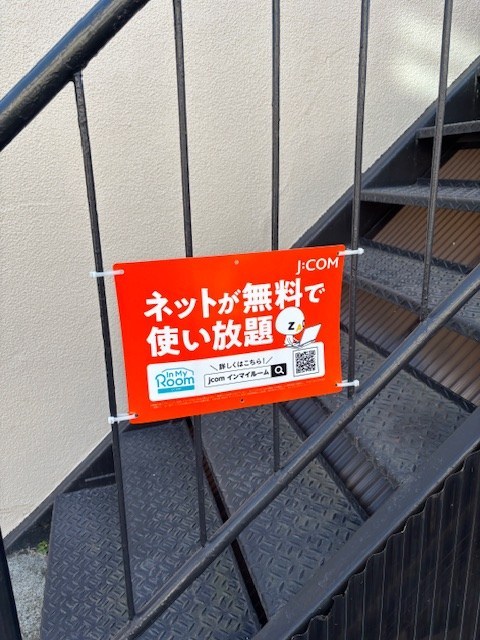 J:COM
ネットが無料で
使い放題
Z
In My
Room
＼詳しくはこちら！／
jcom インマイルーム